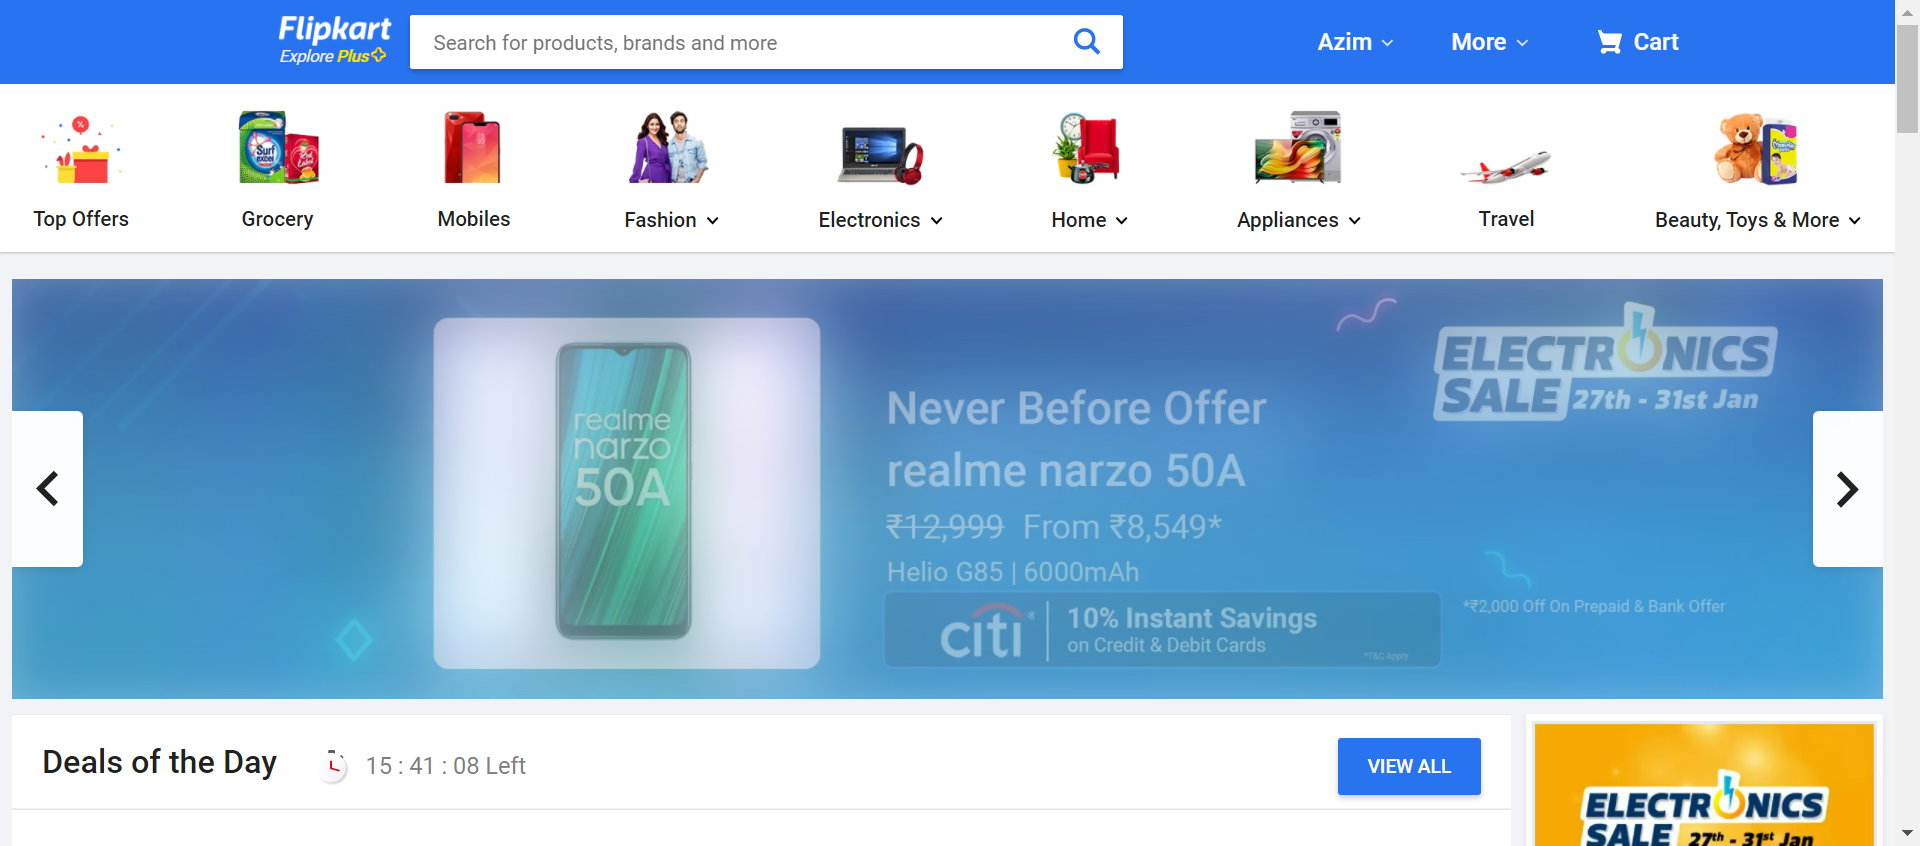 Flipkart
Explore Plus
Search for products, brands and more
Azim
More
Cart
Surf excel
Red Label
Top Offers
Grocery
Mobiles
Fashion
Electronics
Home
Appliances
Travel
Beauty, Toys & More
realme
narzo
50A
Never Before Offer
realme narzo 50A
₹12,999 From ₹8,549*
Helio G85 | 6000mAh
citi
10% Instant Savings
on Credit & Debit Cards
*T&C Apply
ELECTRONICS
SALE 27th - 31st Jan
*₹2,000 Off On Prepaid & Bank Offer
Deals of the Day
15 : 41 : 08 Left
VIEW ALL
ELECTRONICS
SALE 27th - 31st Jan